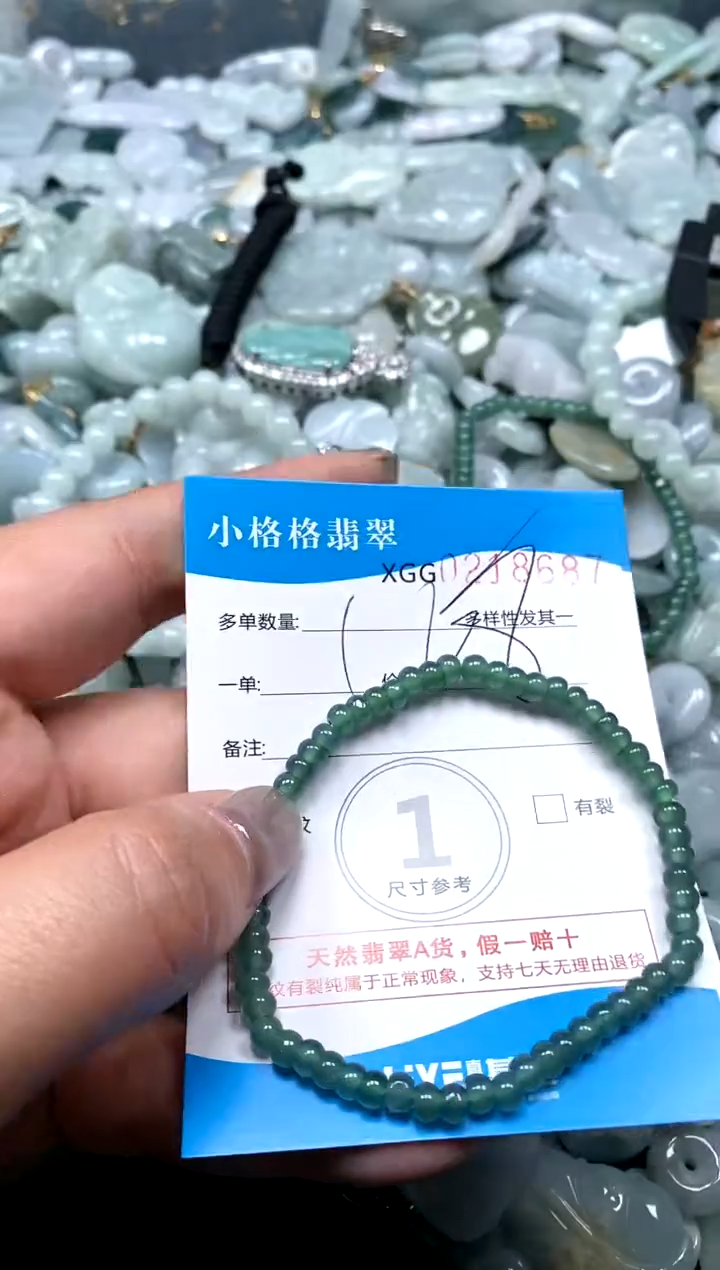 小格格翡翠
XGG0218687
多单数量: 多样性发其一
一单: 价
备注:
纹 有裂
1
尺寸参考
天然翡翠A货，假一赔十
纹有裂纯属于正常现象，支持七天无理由退货